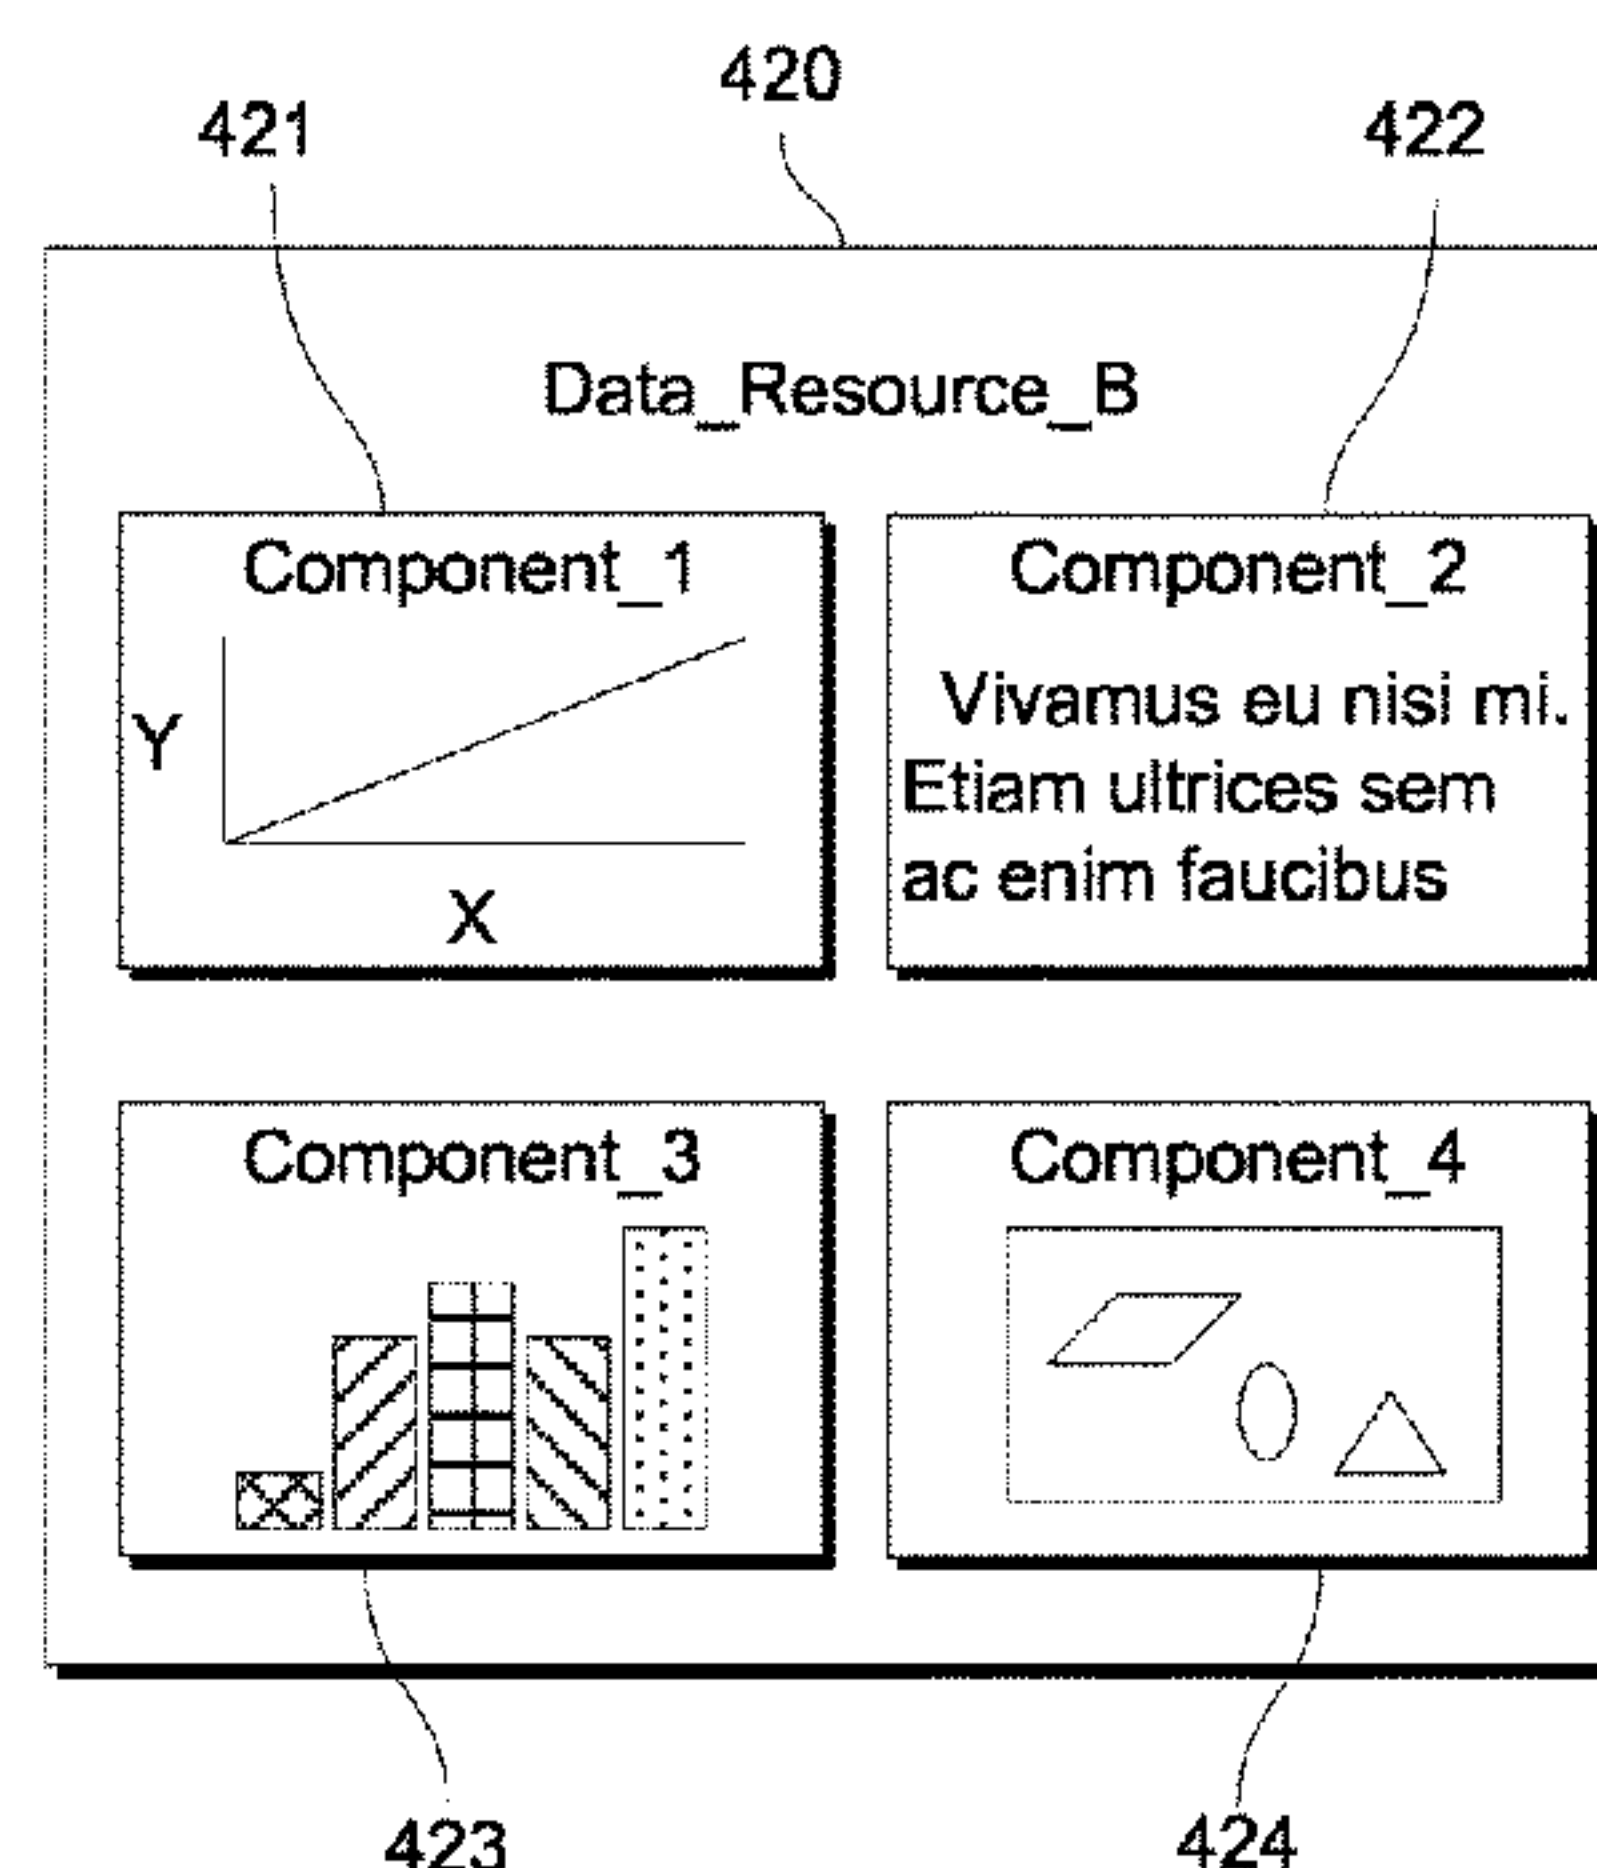 420
421
422
Data_Resource_B
Component_1
Y
X
Component_2
Vivamus eu nisi mi.
Etiam ultrices sem
ac enim faucibus
Component_3
Component_4
423
424